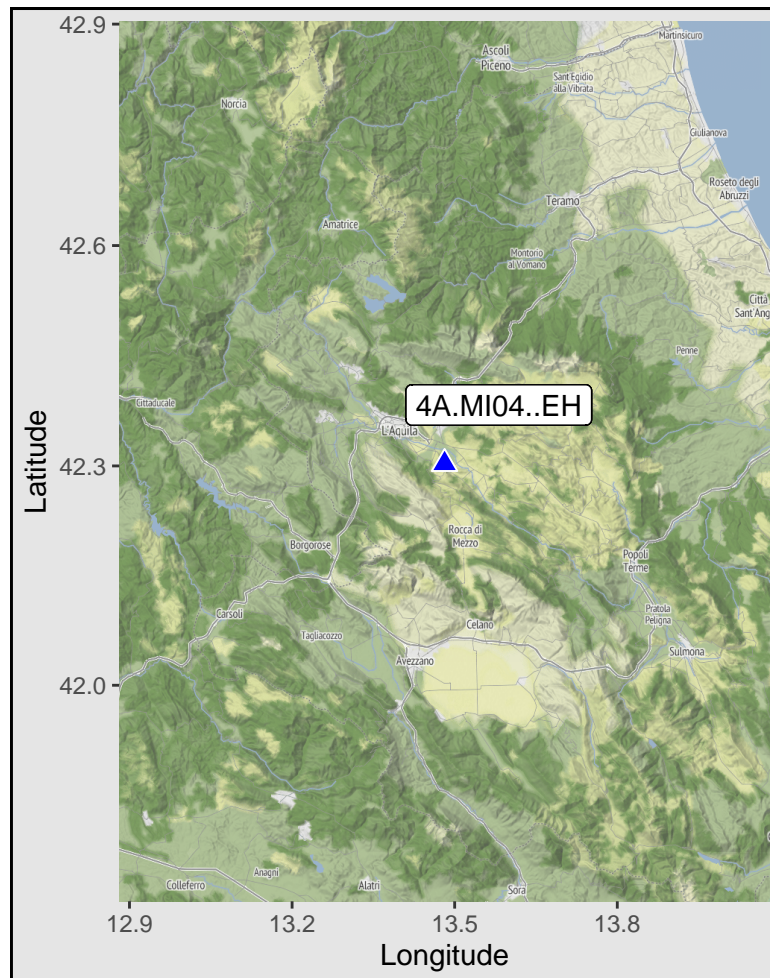 42.9
42.6
42.3
42.0
Latitude
Martinsicuro
Ascoli
Piceno
Sant'Egidio
alla Vibrata
Norcia
Giulianova
Roseto degli
Abruzzi
Teramo
Amatrice
Montorio
al Vomano
Città
Sant'Ang
Penne
Cittaducale
4A.MI04..EH
L'Aquila
Rocca di
Mezzo
Borgorose
Popoli
Terme
Carsoli
Pratola
Peligna
Celano
Tagliacozzo
Sulmona
Avezzano
Anagni
Colleferro
Alatri
Sora
12.9
13.2
13.5
13.8
Longitude